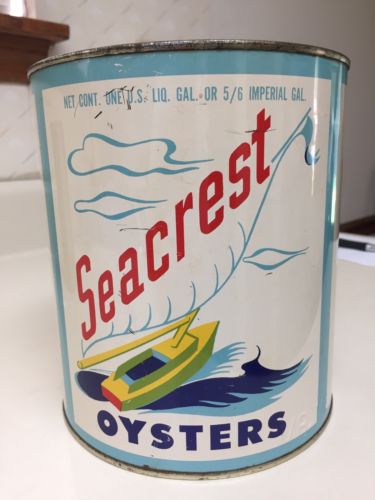 NET CONT. ONE U.S. LIQ. GAL. OR 5/6 IMPERIAL GAL.
Seacrest
OYSTERS